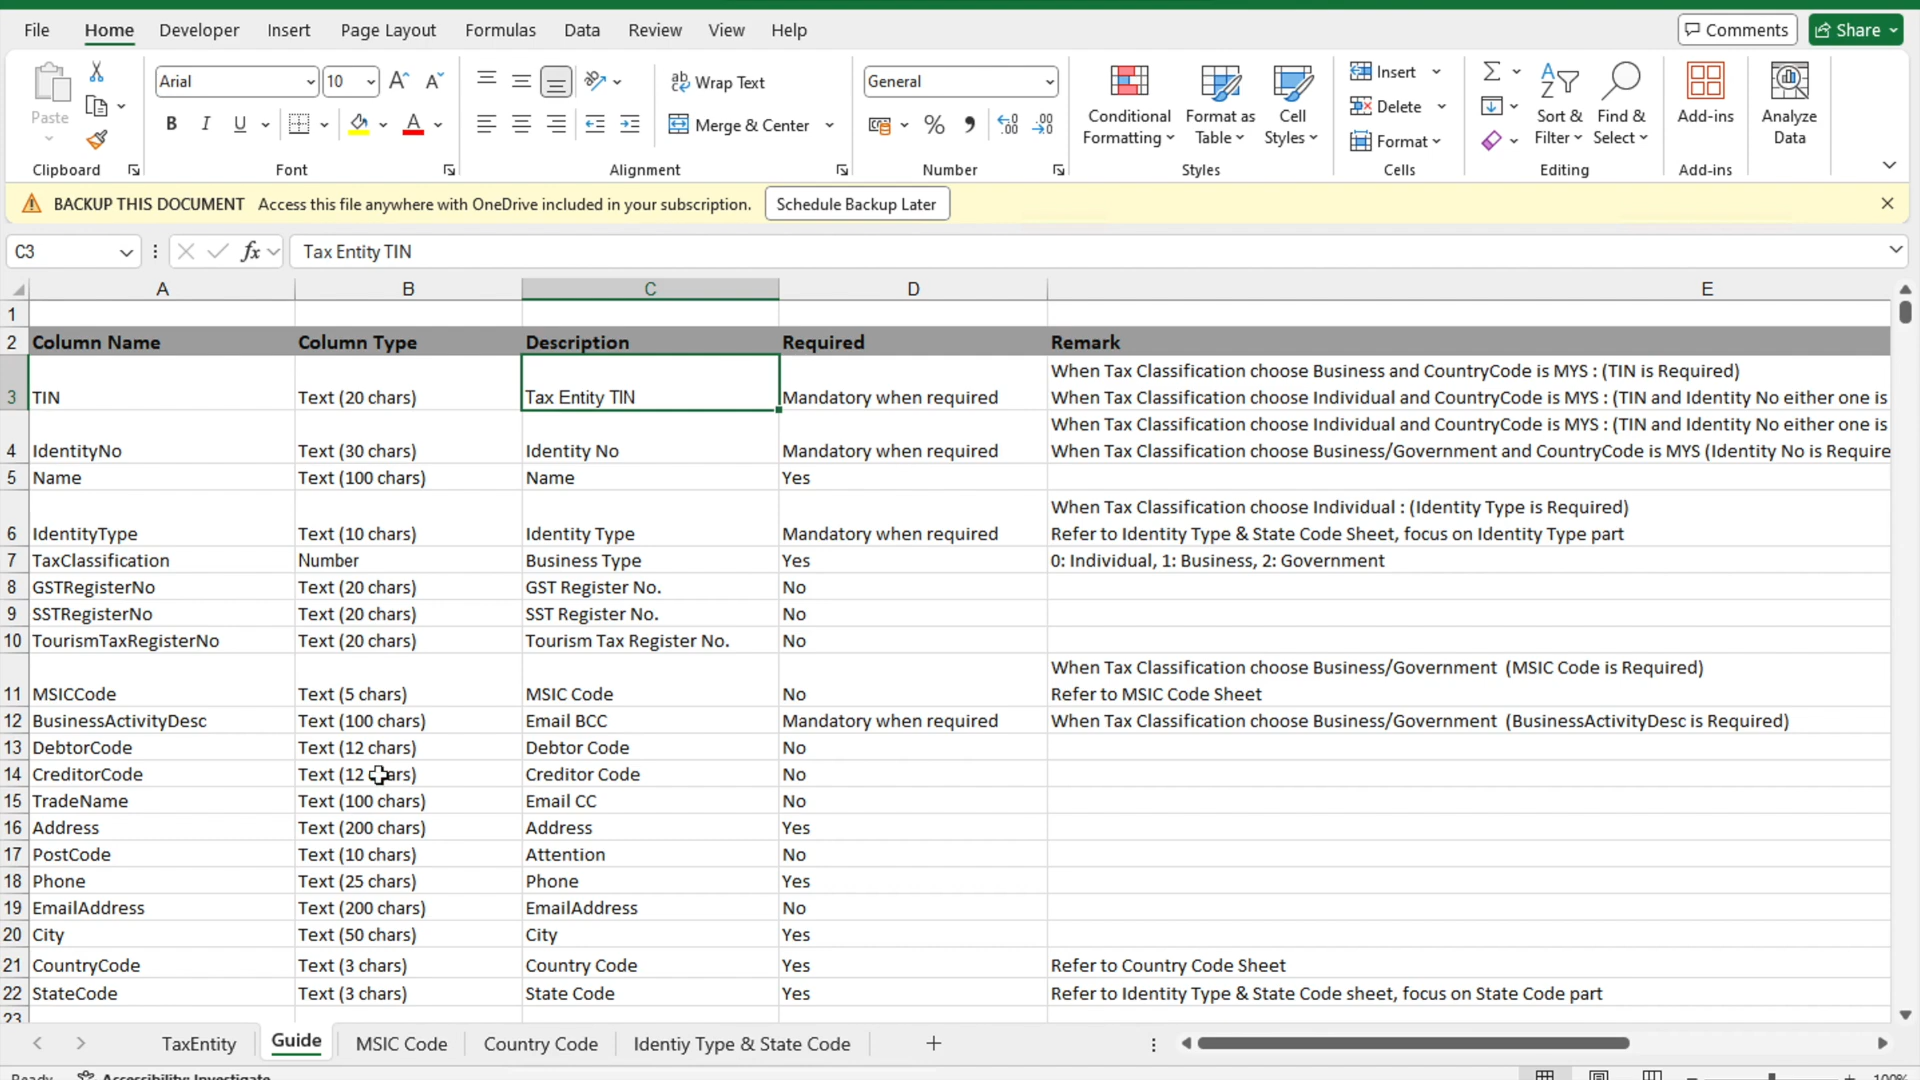 File Home Developer Insert Page Layout Formulas Data Review View Help Comments Share
Paste Arial 10 Wrap Text General Insert
B I U Merge & Center Conditional Formatting Format as Table Cell Styles Delete Sort & Filter Find & Select Add-ins Analyze Data
Format
Clipboard Font Alignment Number Styles Cells Editing Add-ins
BACKUP THIS DOCUMENT Access this file anywhere with OneDrive included in your subscription. Schedule Backup Later
C3 fx Tax Entity TIN
A B C D E
1
2 Column Name Column Type Description Required Remark
When Tax Classification choose Business and CountryCode is MYS : (TIN is Required)
3 TIN Text (20 chars) Tax Entity TIN Mandatory when required When Tax Classification choose Individual and CountryCode is MYS : (TIN and Identity No either one is
When Tax Classification choose Individual and CountryCode is MYS : (TIN and Identity No either one is
4 IdentityNo Text (30 chars) Identity No Mandatory when required When Tax Classification choose Business/Government and CountryCode is MYS (Identity No is Require
5 Name Text (100 chars) Name Yes
When Tax Classification choose Individual : (Identity Type is Required)
6 IdentityType Text (10 chars) Identity Type Mandatory when required Refer to Identity Type & State Code Sheet, focus on Identity Type part
7 TaxClassification Number Business Type Yes 0: Individual, 1: Business, 2: Government
8 GSTRegisterNo Text (20 chars) GST Register No. No
9 SSTRegisterNo Text (20 chars) SST Register No. No
10 TourismTaxRegisterNo Text (20 chars) Tourism Tax Register No. No
When Tax Classification choose Business/Government (MSIC Code is Required)
11 MSICCode Text (5 chars) MSIC Code No Refer to MSIC Code Sheet
12 BusinessActivityDesc Text (100 chars) Email BCC Mandatory when required When Tax Classification choose Business/Government (BusinessActivityDesc is Required)
13 DebtorCode Text (12 chars) Debtor Code No
14 CreditorCode Text (12 ars) Creditor Code No
15 TradeName Text (100 chars) Email CC No
16 Address Text (200 chars) Address Yes
17 PostCode Text (10 chars) Attention No
18 Phone Text (25 chars) Phone Yes
19 EmailAddress Text (200 chars) EmailAddress No
20 City Text (50 chars) City Yes
21 CountryCode Text (3 chars) Country Code Yes Refer to Country Code Sheet
22 StateCode Text (3 chars) State Code Yes Refer to Identity Type & State Code sheet, focus on State Code part
23
TaxEntity Guide MSIC Code Country Code Identiy Type & State Code
Ready Accessibility: Investigate 100%